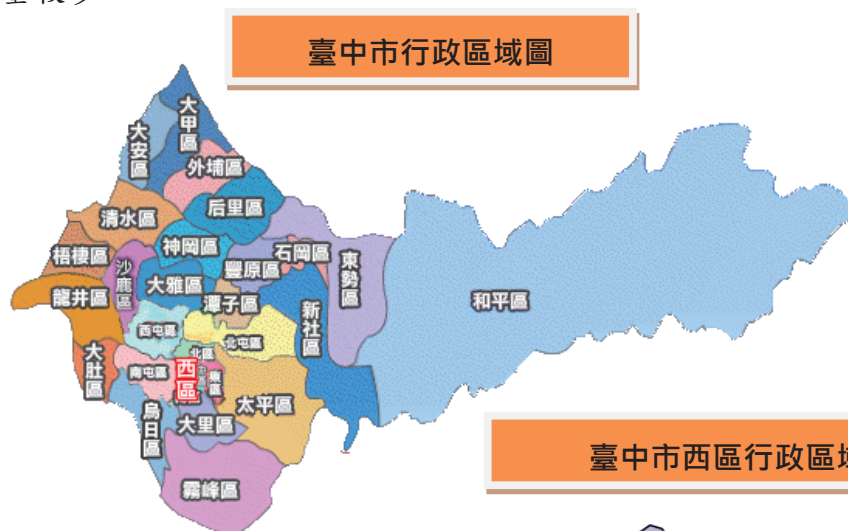 臺中市行政區域圖
大甲區
大安區
外埔區
后里區
清水區
神岡區
石岡區
東勢區
梧棲區
沙鹿區
豐原區
大雅區
和平區
龍井區
潭子區
新社區
西屯區
北屯區
北區
大肚區
南屯區
西區
太平區
烏日區
大里區
霧峰區
臺中市西區行政區